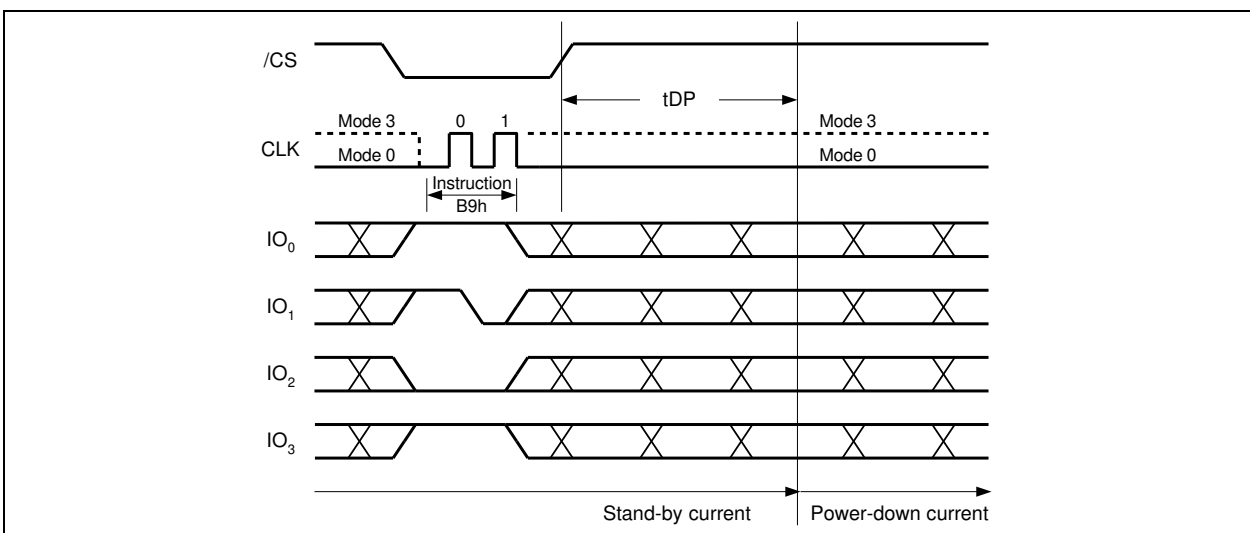 /CS
tDP
Mode 3 0 1 Mode 3
CLK
Mode 0 Mode 0
Instruction
B9h
IO0
IO1
IO2
IO3
Stand-by current Power-down current